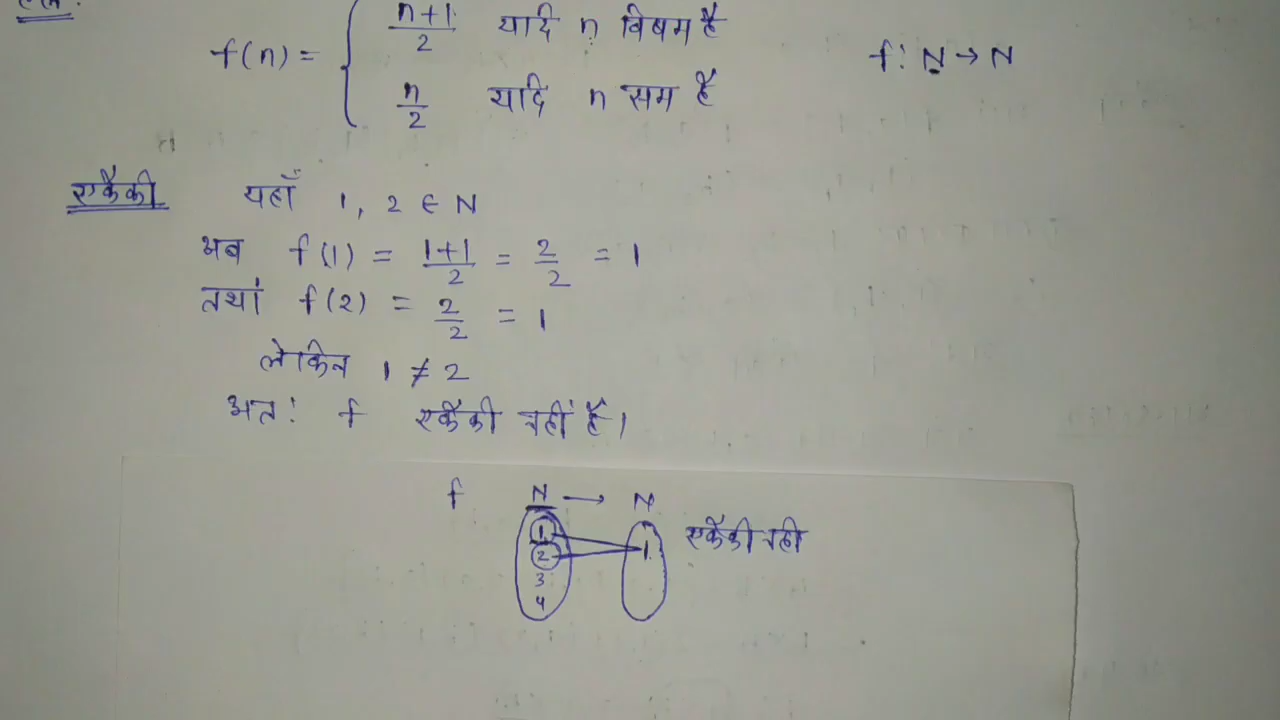 हल:
f(n) = { n+1/2 यदि n विषम है
f: N → N
n/2 यदि n सम है
एकैकी यहाँ 1, 2 ∈ N
अब f(1) = 1+1/2 = 2/2 = 1
तथा f(2) = 2/2 = 1
लेकिन 1 ≠ 2
अतः f एकैकी नहीं है।
f N → N
1 1 एकैकी नही
2
3
4